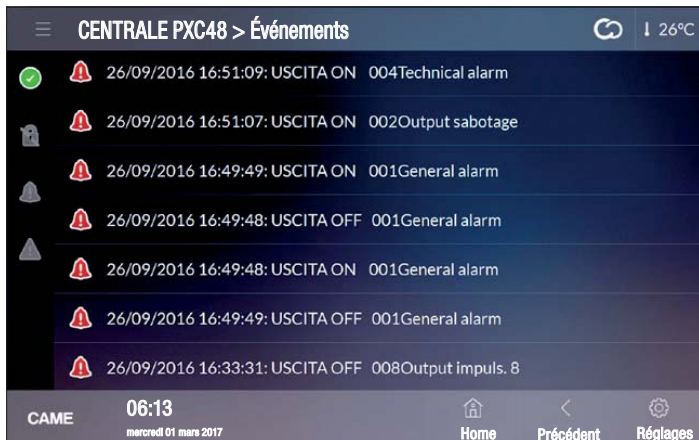 CENTRALE PXC48 > Événements
26°C
26/09/2016 16:51:09: USCITA ON 004Technical alarm
26/09/2016 16:51:07: USCITA ON 002Output sabotage
26/09/2016 16:49:49: USCITA ON 001General alarm
26/09/2016 16:49:48: USCITA OFF 001General alarm
26/09/2016 16:49:48: USCITA ON 001General alarm
26/09/2016 16:49:49: USCITA OFF 001General alarm
26/09/2016 16:33:31: USCITA OFF 008Output impuls. 8
CAME
06:13
mercredi 01 mars 2017
Home
Précédent
Réglages